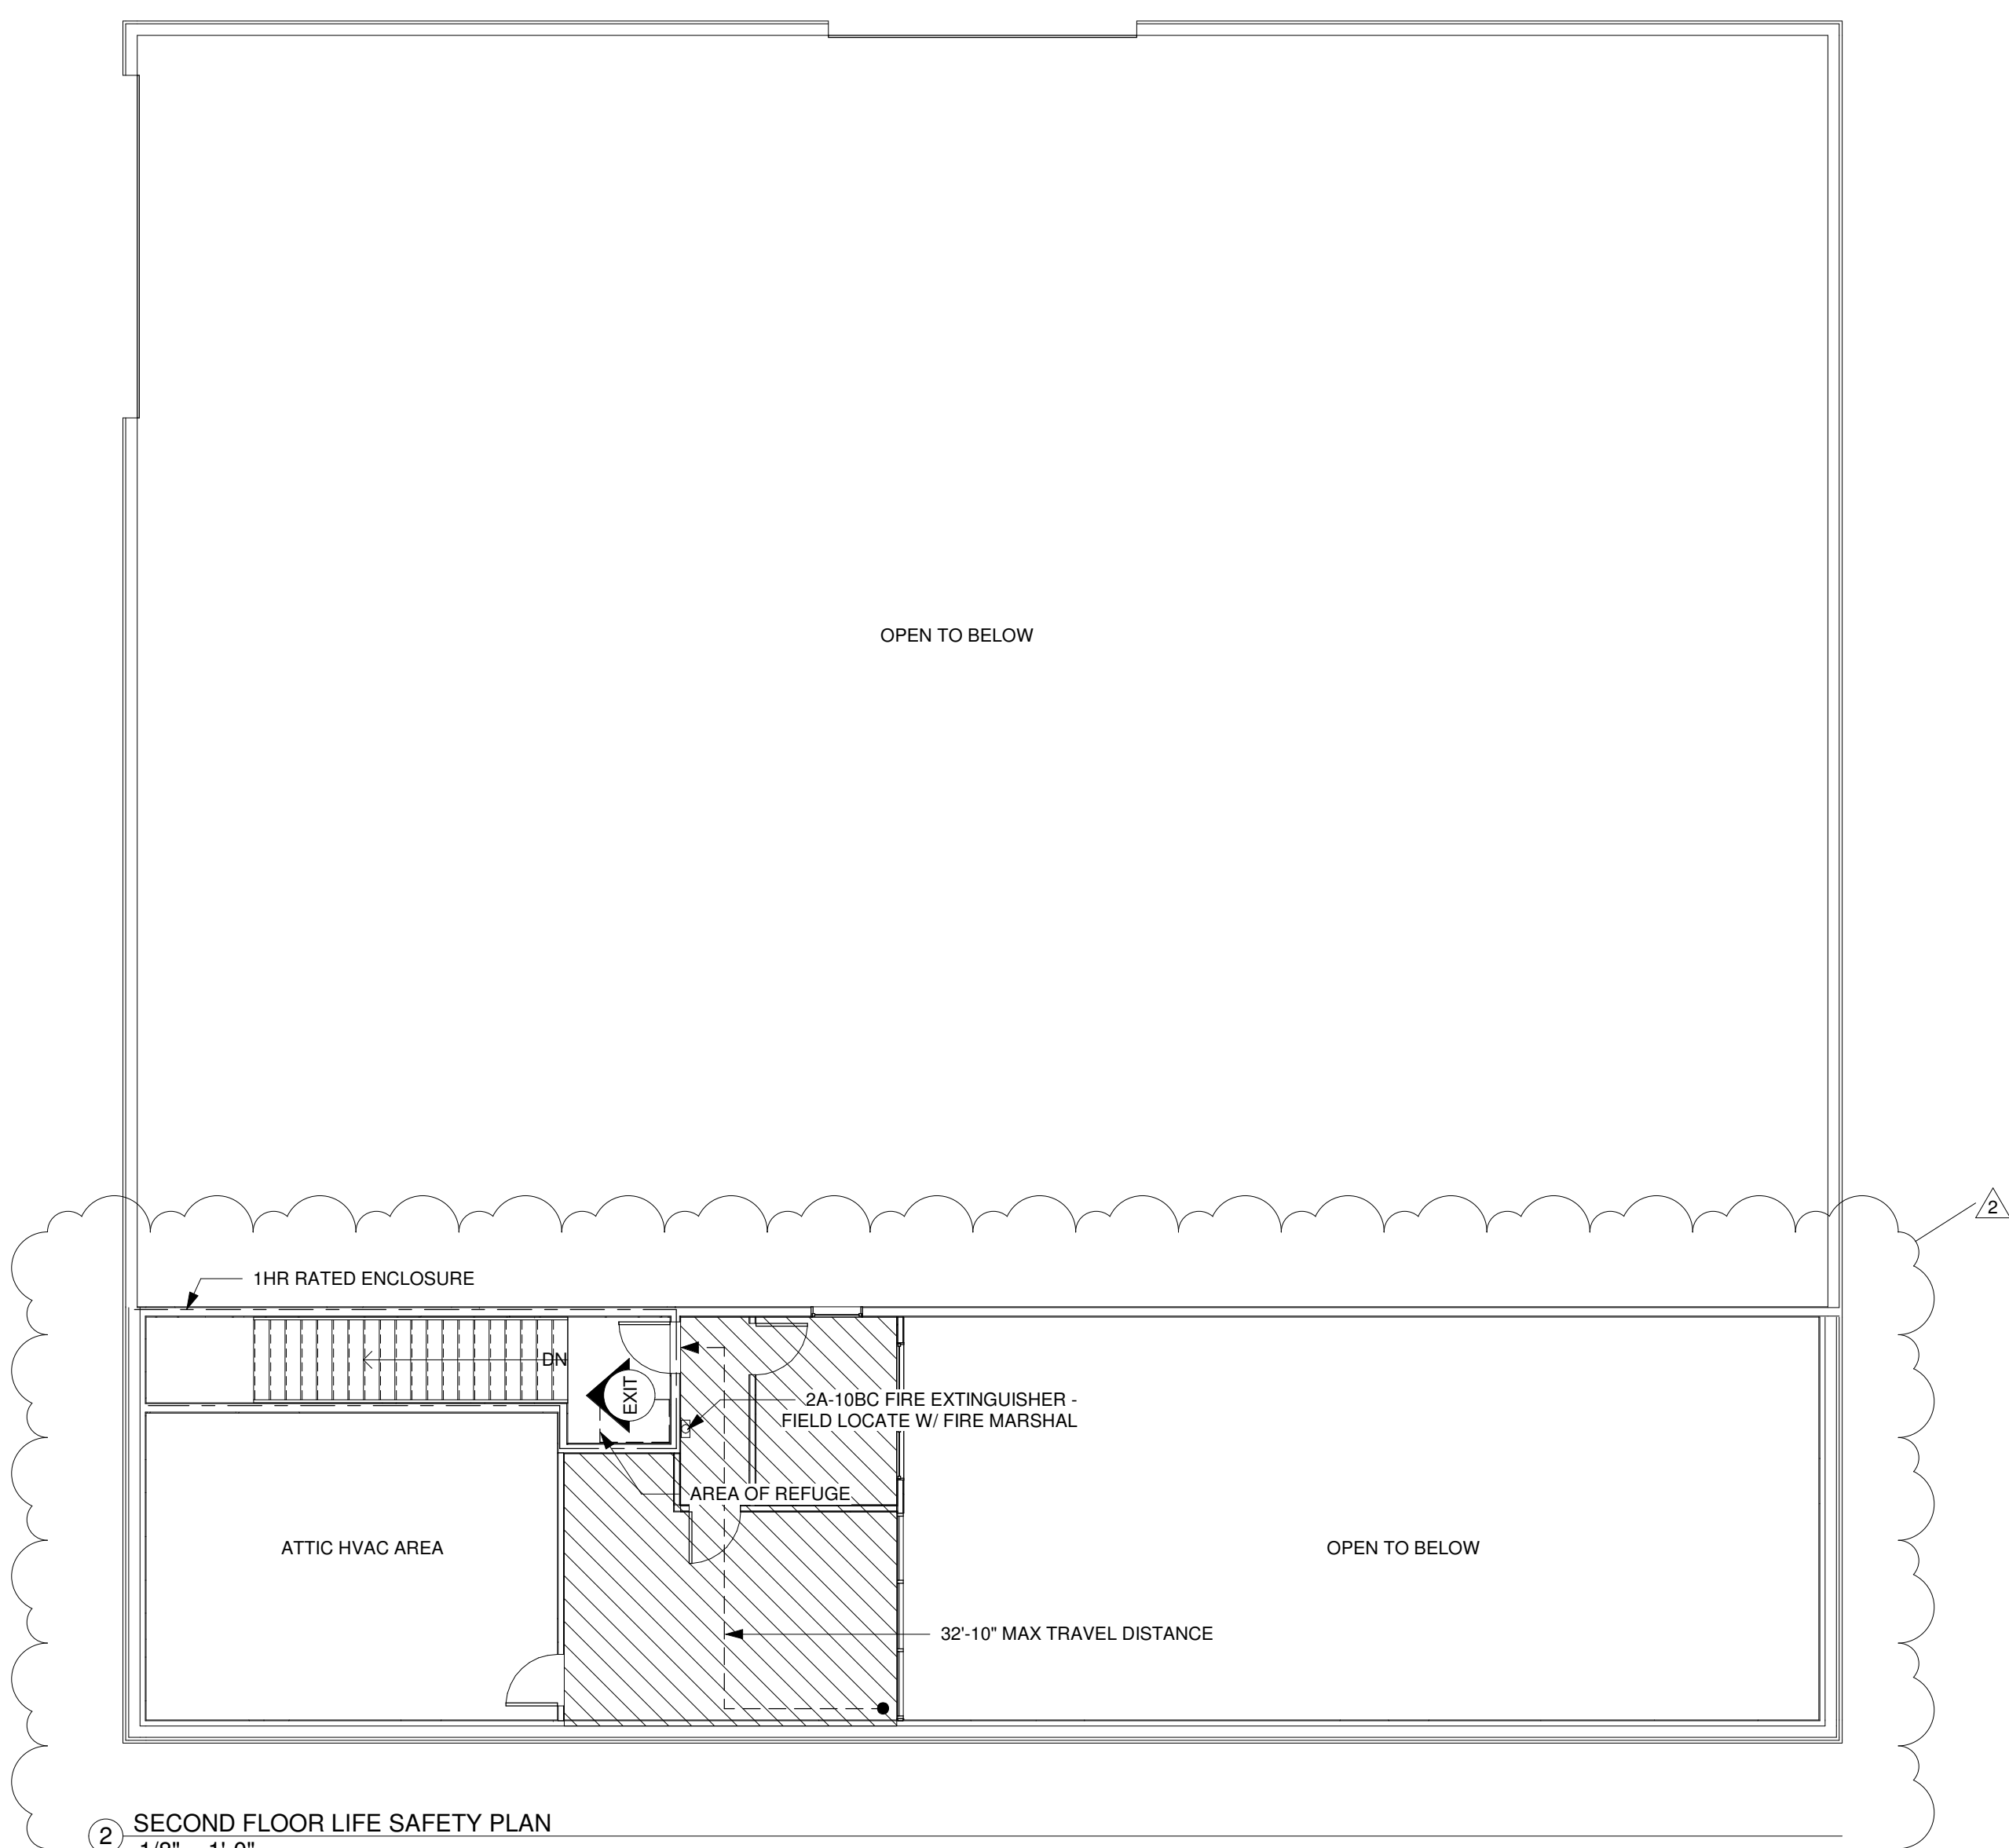 OPEN TO BELOW
2
1HR RATED ENCLOSURE
DN
EXIT
2A-10BC FIRE EXTINGUISHER -
FIELD LOCATE W/ FIRE MARSHAL
AREA OF REFUGE
ATTIC HVAC AREA
OPEN TO BELOW
32'-10" MAX TRAVEL DISTANCE
2
SECOND FLOOR LIFE SAFETY PLAN